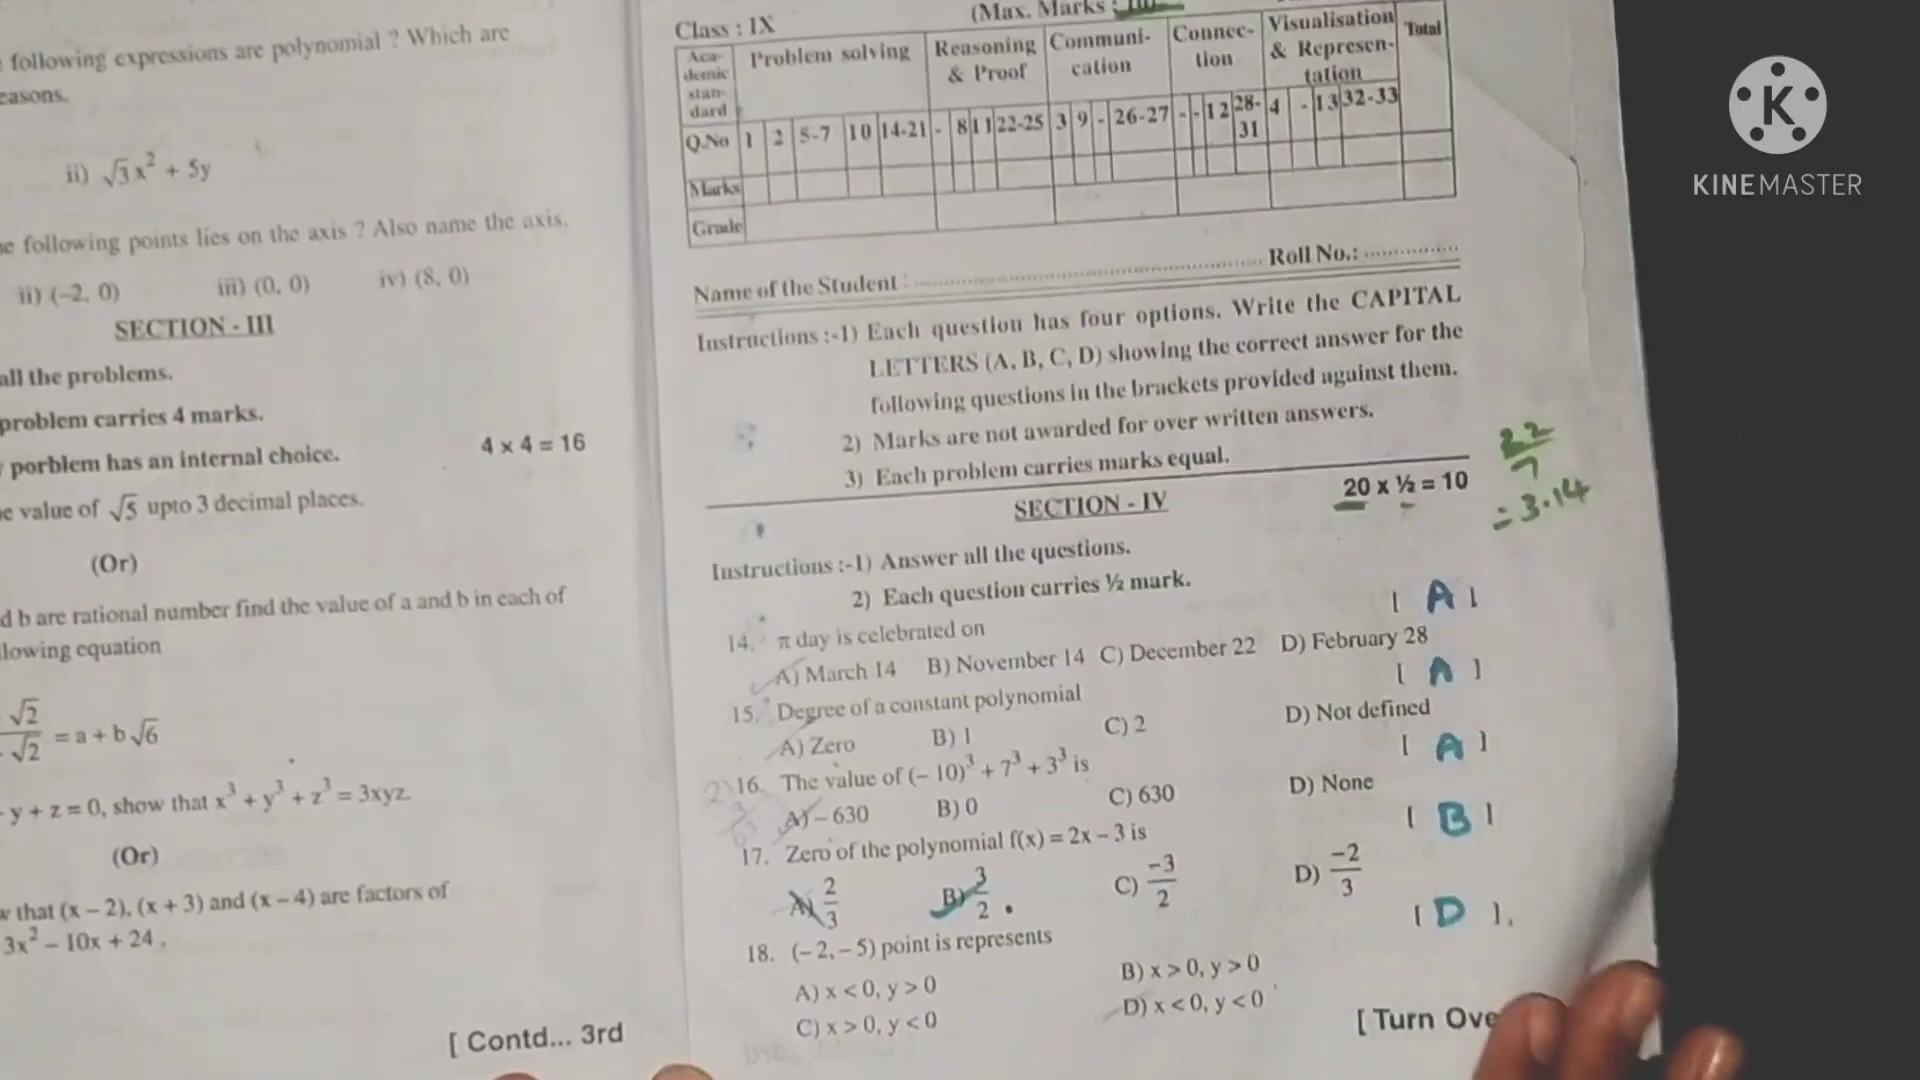 following expressions are polynomial ? Which are
easons.
ii) √3x² + 5y
e following points lies on the axis ? Also name the axis.
ii) (–2, 0) iii) (0, 0) iv) (8, 0)
SECTION - III
all the problems.
problem carries 4 marks.
porblem has an internal choice. 4 x 4 = 16
e value of √5 upto 3 decimal places.
(Or)
d b are rational number find the value of a and b in each of
lowing equation
√2 / √2 = a + b√6
y + z = 0, show that x³ + y³ + z³ = 3xyz.
(Or)
w that (x – 2), (x + 3) and (x – 4) are factors of
3x² – 10x + 24 .
[ Contd... 3rd
Class : IX (Max. Marks :
Aca-demic stan-dard Problem solving Reasoning & Proof Communi-cation Connec-tion Visualisation & Represen-tation Total
Q.No 1 2 5-7 10 14-21 - 8 11 22-25 3 9 - 26-27 - - 12 28-31 4 - 13 32-33
Marks
Grade
Name of the Student : Roll No.:
Instructions :-1) Each question has four options. Write the CAPITAL
LETTERS (A, B, C, D) showing the correct answer for the
following questions in the brackets provided against them.
2) Marks are not awarded for over written answers.
3) Each problem carries marks equal.
SECTION - IV 20 x ½ = 10
22/7
= 3.14
Instructions :-1) Answer all the questions.
2) Each question carries ½ mark.
14. π day is celebrated on [ A ]
A) March 14 B) November 14 C) December 22 D) February 28
15. Degree of a constant polynomial [ A ]
A) Zero B) 1 C) 2 D) Not defined
16. The value of (– 10)³ + 7³ + 3³ is [ A ]
A) – 630 B) 0 C) 630 D) None
17. Zero of the polynomial f(x) = 2x – 3 is [ B ]
A) 2/3 B) 3/2 C) –3/2 D) –2/3
18. (– 2, – 5) point is represents [ D ].
A) x < 0, y > 0 B) x > 0, y > 0
C) x > 0, y < 0 D) x < 0, y < 0
[ Turn Ove
K
KINEMASTER